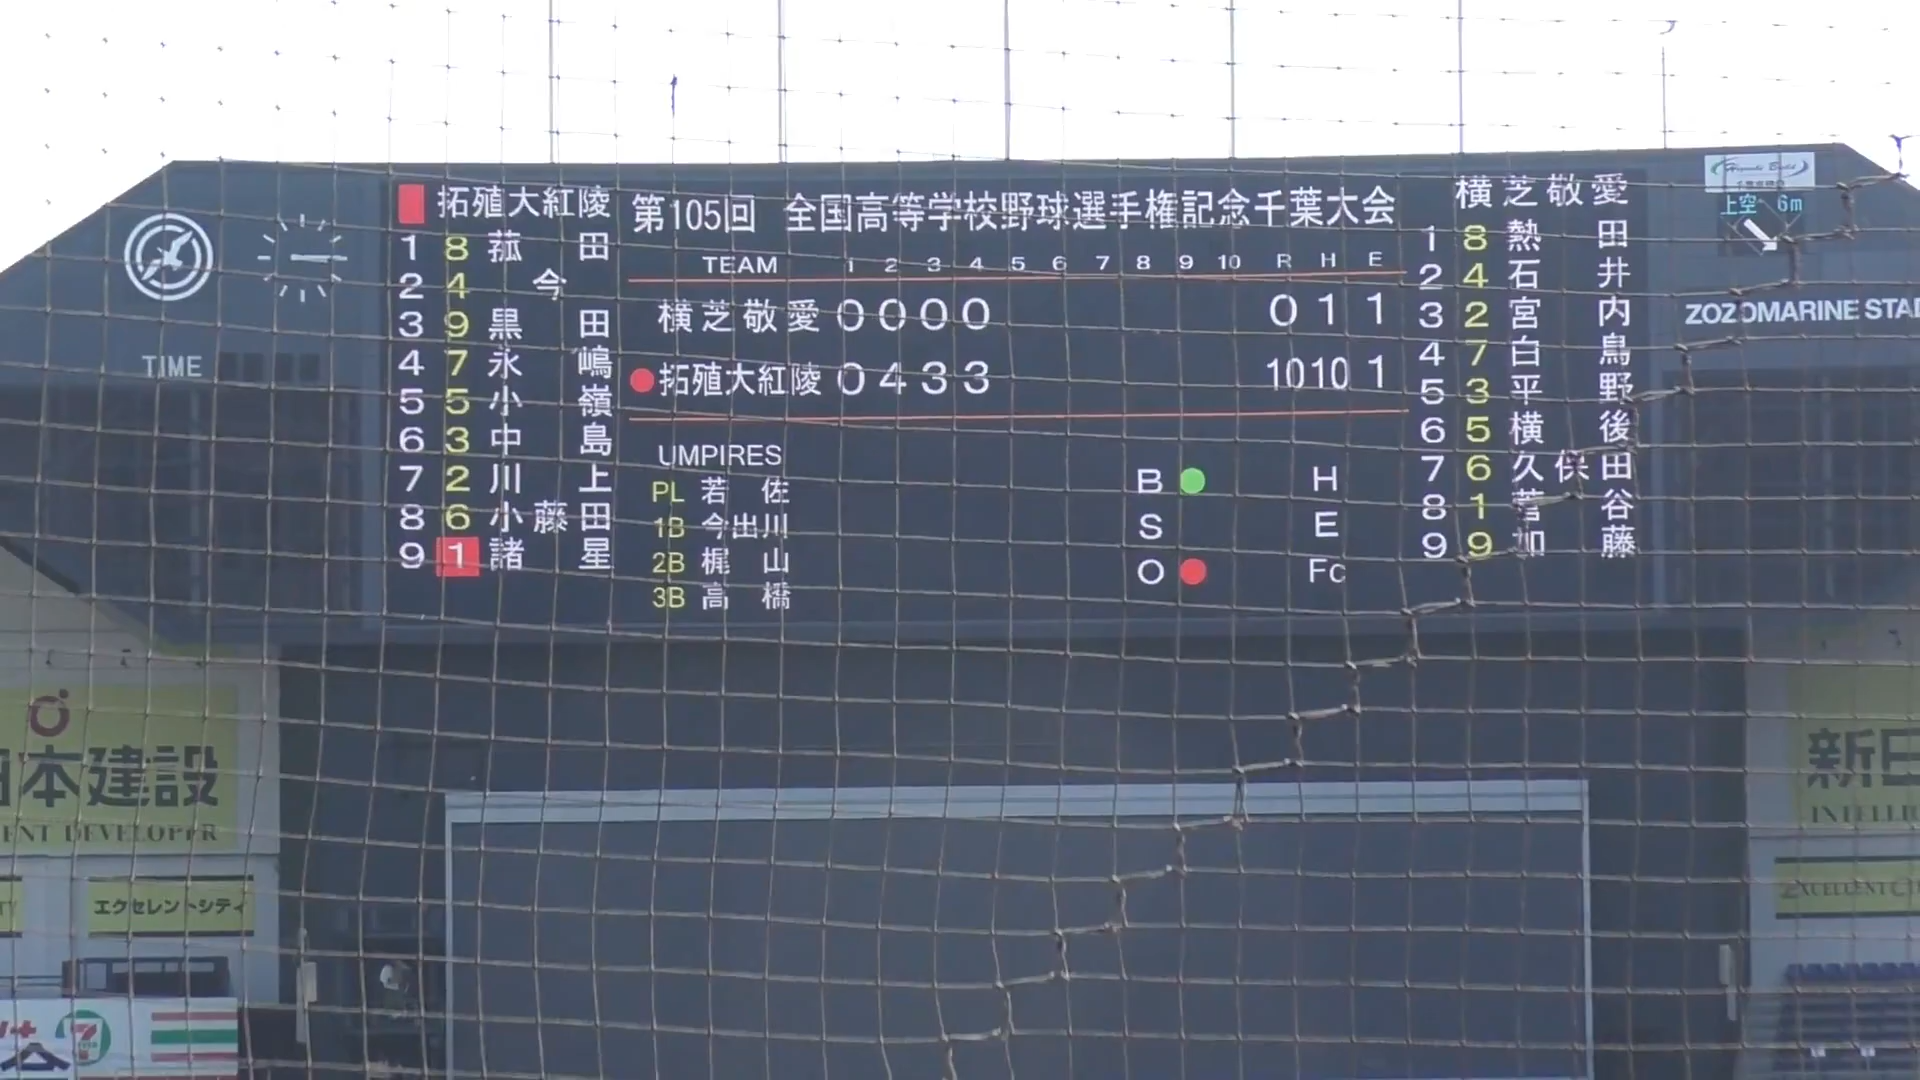 拓殖大紅陵
1 8 菰田
2 4 今
3 9 黒田
4 7 永嶋
5 5 小嶺
6 3 中島
7 2 川上
8 6 小藤田
9 1 諸星
TIME
第105回 全国高等学校野球選手権記念千葉大会
TEAM 1 2 3 4 5 6 7 8 9 10 R H E
横芝敬愛 0 0 0 0 0 1 1
拓殖大紅陵 0 4 3 3 10 10 1
UMPIRES
PL 若佐
1B 今出川
2B 梶山
3B 高橋
B H
S E
O Fc
横芝敬愛
1 8 熱田
2 4 石井
3 2 宮内
4 7 白鳥
5 3 平野
6 5 横後
7 6 久保田
8 1 菅谷
9 9 加藤
上空 6m
ZOZOMARINE STAD
日本建設
ENT DEVELOPER
エクセレントシティ
新日
INTELLIG
EXCELLENT C